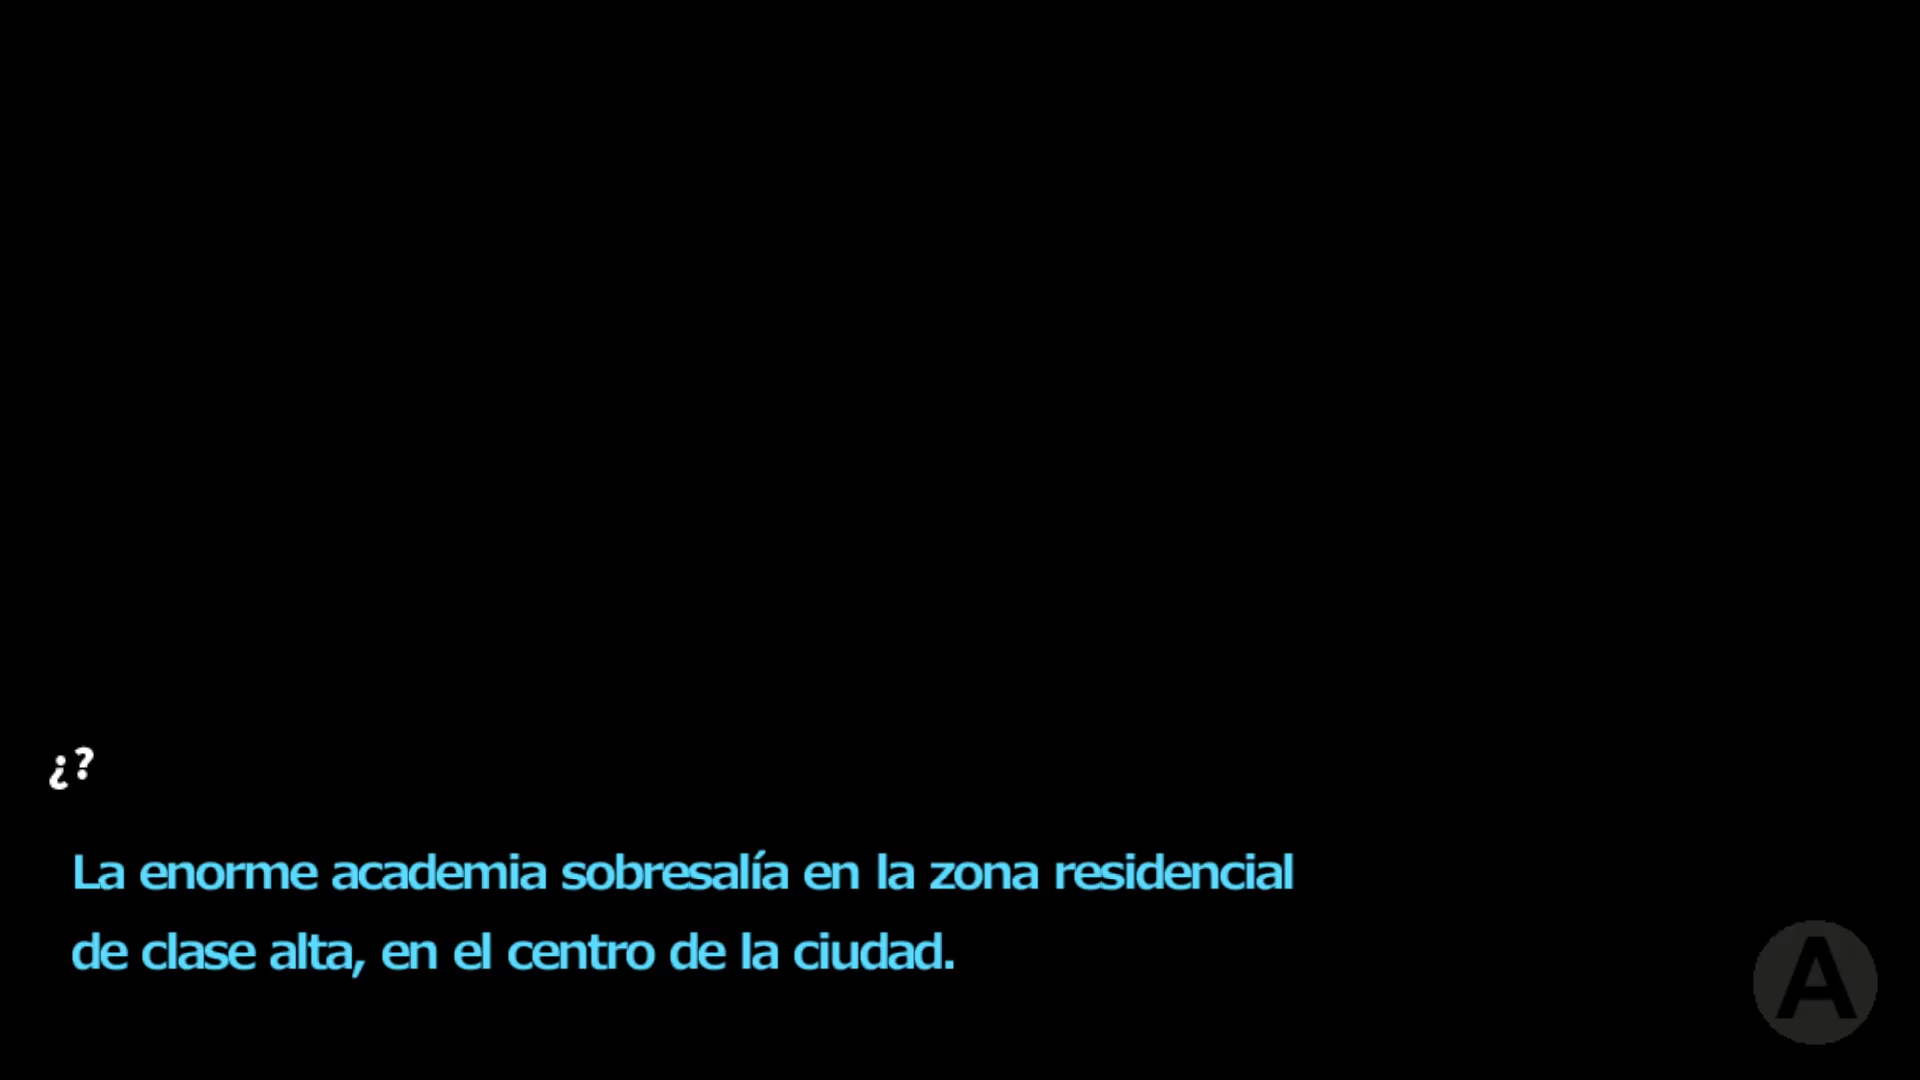 ¿?
La enorme academia sobresalía en la zona residencial
de clase alta, en el centro de la ciudad.
A